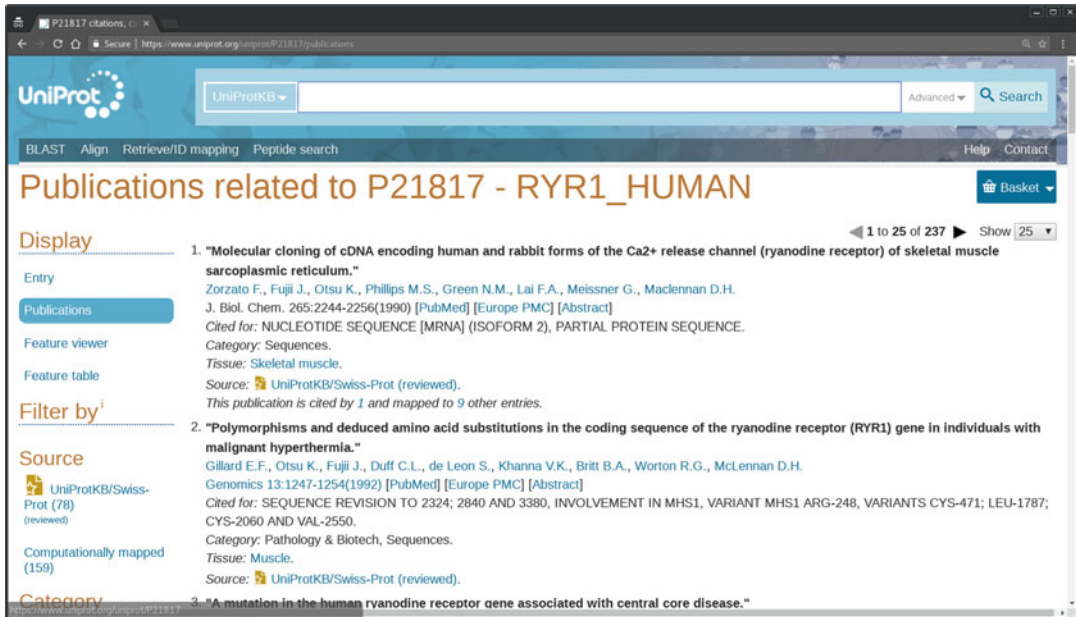 P21817 citations, c
Secure | https://www.uniprot.org/uniprot/P21817/publications
UniProt
UniProtKB
Advanced
Search
BLAST Align Retrieve/ID mapping Peptide search
Help Contact
Publications related to P21817 - RYR1_HUMAN
Basket
1 to 25 of 237 Show 25
Display
Entry
Publications
Feature viewer
Feature table
Filter by i
Source
UniProtKB/Swiss-
Prot (78)
(reviewed)
Computationally mapped
(159)
Category
https://www.uniprot.org/uniprot/P21817
1. "Molecular cloning of cDNA encoding human and rabbit forms of the Ca2+ release channel (ryanodine receptor) of skeletal muscle
sarcoplasmic reticulum."
Zorzato F., Fujii J., Otsu K., Phillips M.S., Green N.M., Lai F.A., Meissner G., Maclennan D.H.
J. Biol. Chem. 265:2244-2256(1990) [PubMed] [Europe PMC] [Abstract]
Cited for: NUCLEOTIDE SEQUENCE [MRNA] (ISOFORM 2), PARTIAL PROTEIN SEQUENCE.
Category: Sequences.
Tissue: Skeletal muscle.
Source: UniProtKB/Swiss-Prot (reviewed).
This publication is cited by 1 and mapped to 9 other entries.
2. "Polymorphisms and deduced amino acid substitutions in the coding sequence of the ryanodine receptor (RYR1) gene in individuals with
malignant hyperthermia."
Gillard E.F., Otsu K., Fujii J., Duff C.L., de Leon S., Khanna V.K., Britt B.A., Worton R.G., McLennan D.H.
Genomics 13:1247-1254(1992) [PubMed] [Europe PMC] [Abstract]
Cited for: SEQUENCE REVISION TO 2324; 2840 AND 3380, INVOLVEMENT IN MHS1, VARIANT MHS1 ARG-248, VARIANTS CYS-471; LEU-1787;
CYS-2060 AND VAL-2550.
Category: Pathology & Biotech, Sequences.
Tissue: Muscle.
Source: UniProtKB/Swiss-Prot (reviewed).
3. "A mutation in the human ryanodine receptor gene associated with central core disease."